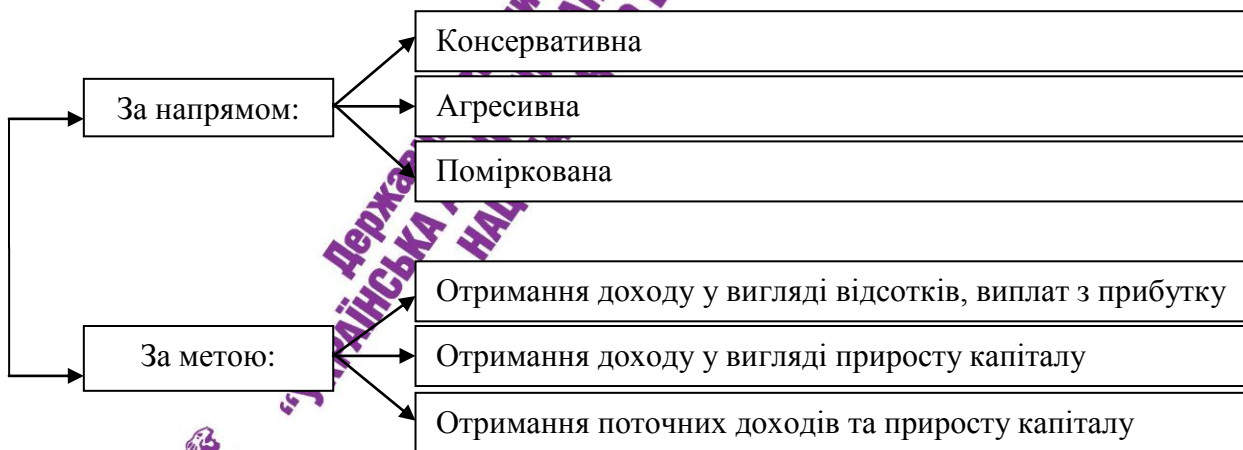 За напрямом:
Консервативна
Агресивна
Поміркована
За метою:
Отримання доходу у вигляді відсотків, виплат з прибутку
Отримання доходу у вигляді приросту капіталу
Отримання поточних доходів та приросту капіталу